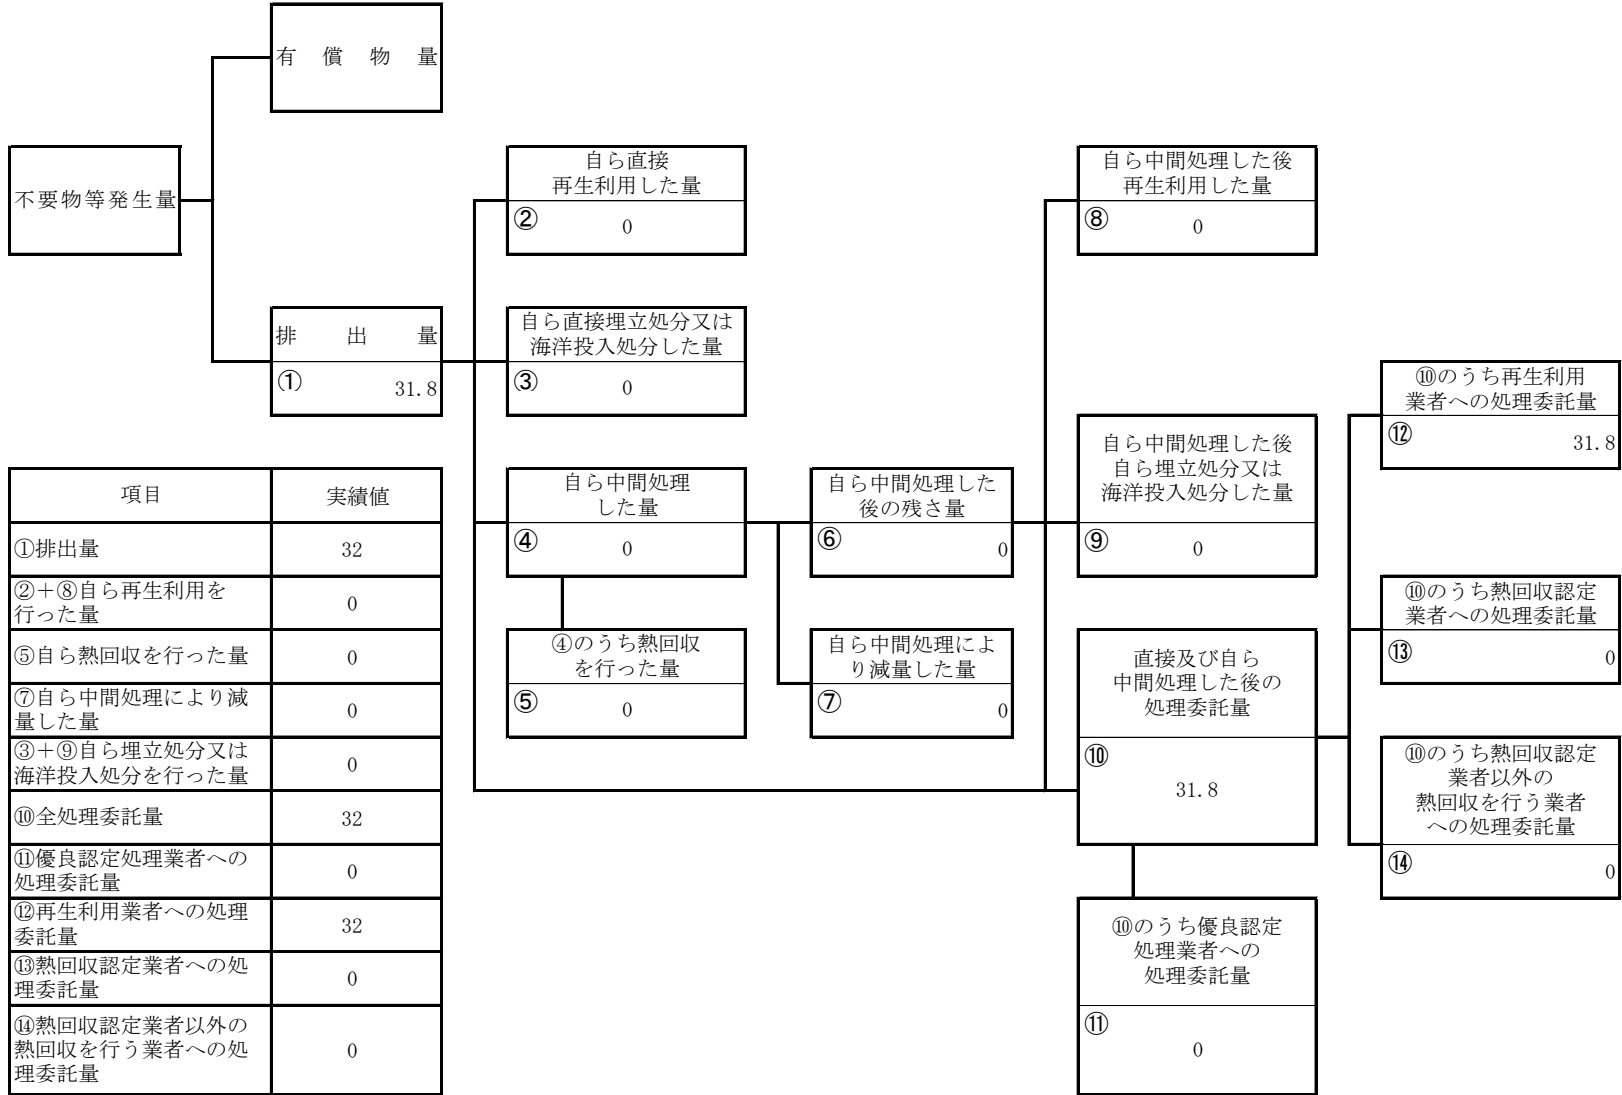 有償物量
不要物等発生量
排出量
① 31.8
自ら直接
再生利用した量
② 0
自ら直接埋立処分又は
海洋投入処分した量
③ 0
自ら中間処理
した量
④ 0
④のうち熱回収
を行った量
⑤ 0
自ら中間処理した
後の残さ量
⑥ 0
自ら中間処理によ
り減量した量
⑦ 0
自ら中間処理した後
再生利用した量
⑧ 0
自ら中間処理した後
自ら埋立処分又は
海洋投入処分した量
⑨ 0
直接及び自ら
中間処理した後の
処理委託量
⑩
31.8
⑩のうち優良認定
処理業者への
処理委託量
⑪
0
⑩のうち再生利用
業者への処理委託量
⑫ 31.8
⑩のうち熱回収認定
業者への処理委託量
⑬ 0
⑩のうち熱回収認定
業者以外の
熱回収を行う業者
への処理委託量
⑭ 0
項目 実績値
①排出量 32
②+⑧自ら再生利用を
行った量 0
⑤自ら熱回収を行った量 0
⑦自ら中間処理により減
量した量 0
③+⑨自ら埋立処分又は
海洋投入処分を行った量 0
⑩全処理委託量 32
⑪優良認定処理業者への
処理委託量 0
⑫再生利用業者への処理
委託量 32
⑬熱回収認定業者への処
理委託量 0
⑭熱回収認定業者以外の
熱回収を行う業者への処 0
理委託量